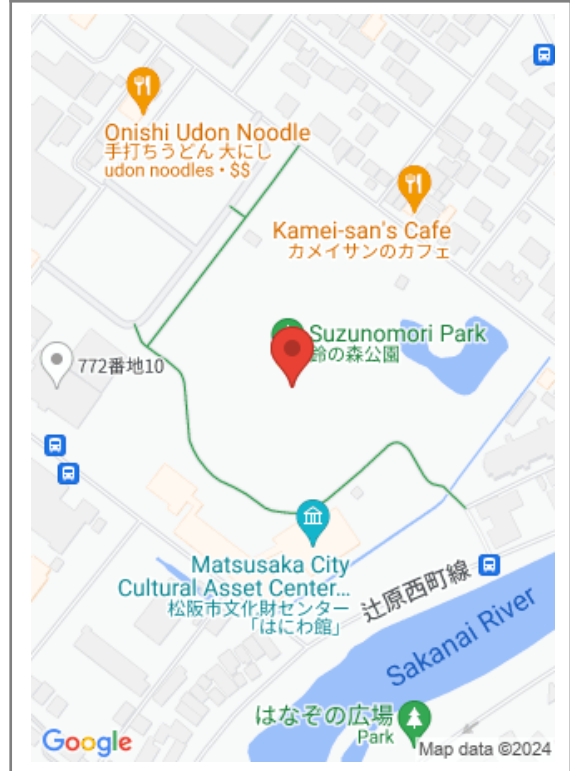 Onishi Udon Noodle
手打ちうどん 大にし
udon noodles • $$
Kamei-san's Cafe
カメイサンのカフェ
Suzunomori Park
鈴の森公園
772番地10
Matsusaka City
Cultural Asset Center...
松阪市文化財センター
「はにわ館」
辻原西町線
Sakanai River
はなぞの広場
Park
Google
Map data ©2024